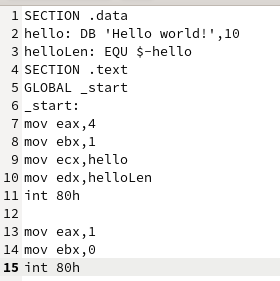 1 SECTION .data
2 hello: DB 'Hello world!',10
3 helloLen: EQU $-hello
4 SECTION .text
5 GLOBAL _start
6 _start:
7 mov eax,4
8 mov ebx,1
9 mov ecx,hello
10 mov edx,helloLen
11 int 80h
12
13 mov eax,1
14 mov ebx,0
15 int 80h